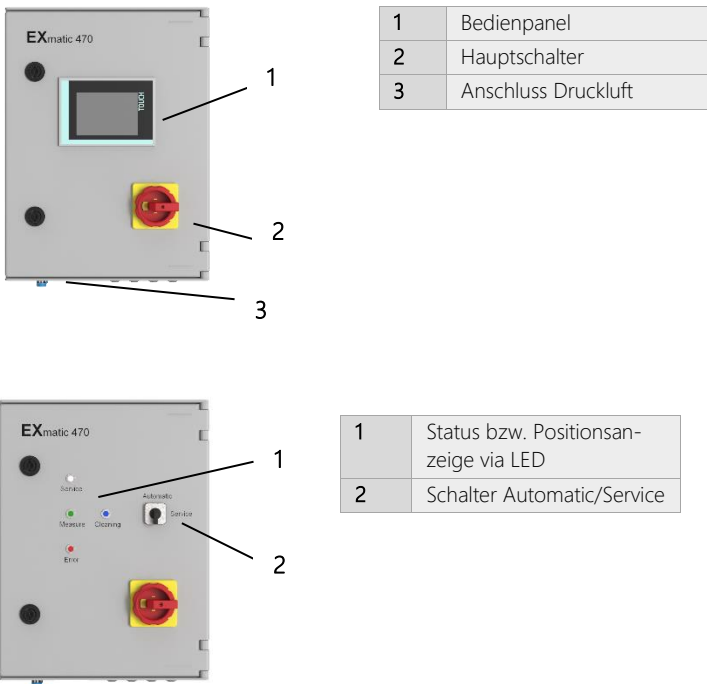 EXmatic 470
TOUCH
1
2
3
1 Bedienpanel
2 Hauptschalter
3 Anschluss Druckluft
EXmatic 470
Service
Automatic
Service
Measure Cleaning
Error
1
2
1 Status bzw. Positionsan-
zeige via LED
2 Schalter Automatic/Service